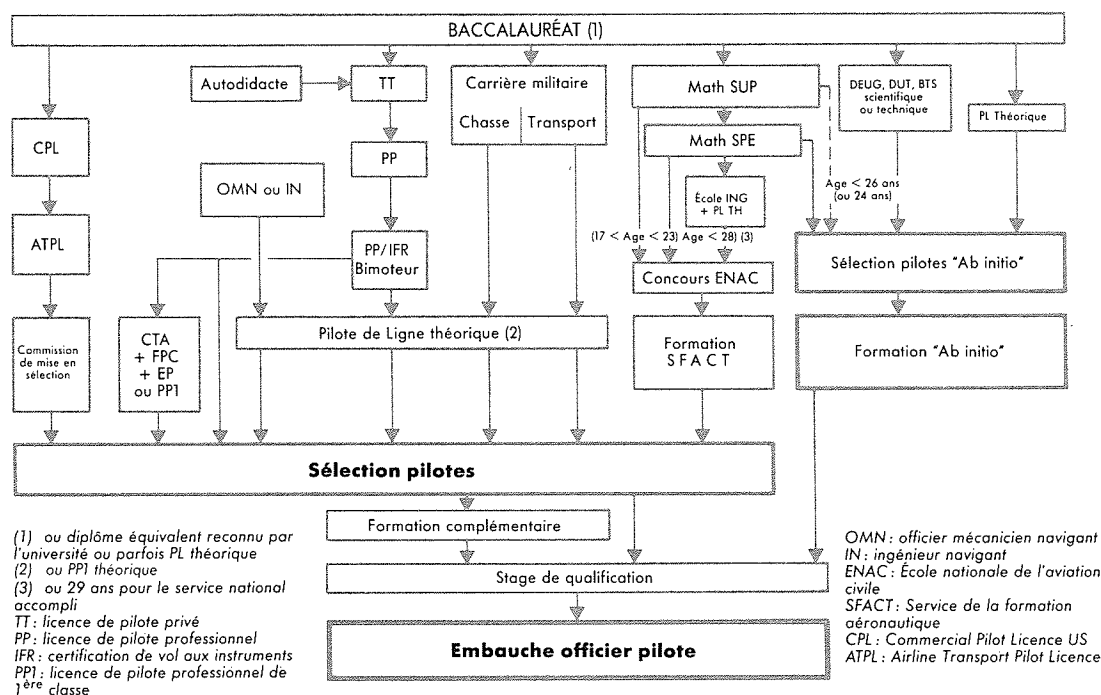 BACCALAURÉAT (1)
Autodidacte
TT
Carrière militaire
Chasse
Transport
Math SUP
DEUG, DUT, BTS
scientifique
ou technique
PL Théorique
CPL
PP
Math SPE
OMN ou IN
École ING
+ PL TH
Age < 26 ans
(ou 24 ans)
ATPL
PP/IFR
Bimoteur
(17 < Age < 23) Age < 28) (3)
Concours ENAC
Sélection pilotes "Ab initio"
Commission
de mise en
sélection
CTA
+ FPC
+ EP
ou PP1
Pilote de Ligne théorique (2)
Formation
SFACT
Formation "Ab initio"
Sélection pilotes
Formation complémentaire
Stage de qualification
Embauche officier pilote
(1) ou diplôme équivalent reconnu par
l'université ou parfois PL théorique
(2) ou PP1 théorique
(3) ou 29 ans pour le service national
accompli
TT : licence de pilote privé
PP : licence de pilote professionnel
IFR : certification de vol aux instruments
PP1 : licence de pilote professionnel de
1ère classe
OMN : officier mécanicien navigant
IN : ingénieur navigant
ENAC : École nationale de l'aviation
civile
SFACT : Service de la formation
aéronautique
CPL : Commercial Pilot Licence US
ATPL : Airline Transport Pilot Licence